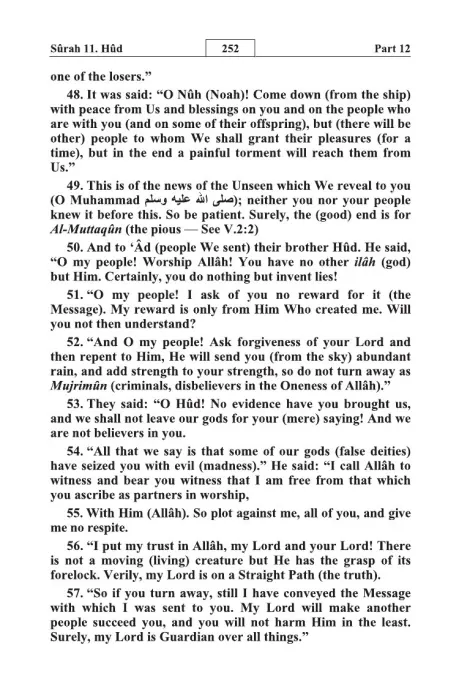 Sûrah 11. Hûd 252 Part 12
one of the losers.”
48. It was said: “O Nûh (Noah)! Come down (from the ship)
with peace from Us and blessings on you and on the people who
are with you (and on some of their offspring), but (there will be
other) people to whom We shall grant their pleasures (for a
time), but in the end a painful torment will reach them from
Us.”
49. This is of the news of the Unseen which We reveal to you
(O Muhammad صلى الله عليه وسلم); neither you nor your people
knew it before this. So be patient. Surely, the (good) end is for
Al-Muttaqûn (the pious — See V.2:2)
50. And to ‘Âd (people We sent) their brother Hûd. He said,
“O my people! Worship Allâh! You have no other ilâh (god)
but Him. Certainly, you do nothing but invent lies!
51. “O my people! I ask of you no reward for it (the
Message). My reward is only from Him Who created me. Will
you not then understand?
52. “And O my people! Ask forgiveness of your Lord and
then repent to Him, He will send you (from the sky) abundant
rain, and add strength to your strength, so do not turn away as
Mujrimûn (criminals, disbelievers in the Oneness of Allâh).”
53. They said: “O Hûd! No evidence have you brought us,
and we shall not leave our gods for your (mere) saying! And we
are not believers in you.
54. “All that we say is that some of our gods (false deities)
have seized you with evil (madness).” He said: “I call Allâh to
witness and bear you witness that I am free from that which
you ascribe as partners in worship,
55. With Him (Allâh). So plot against me, all of you, and give
me no respite.
56. “I put my trust in Allâh, my Lord and your Lord! There
is not a moving (living) creature but He has the grasp of its
forelock. Verily, my Lord is on a Straight Path (the truth).
57. “So if you turn away, still I have conveyed the Message
with which I was sent to you. My Lord will make another
people succeed you, and you will not harm Him in the least.
Surely, my Lord is Guardian over all things.”